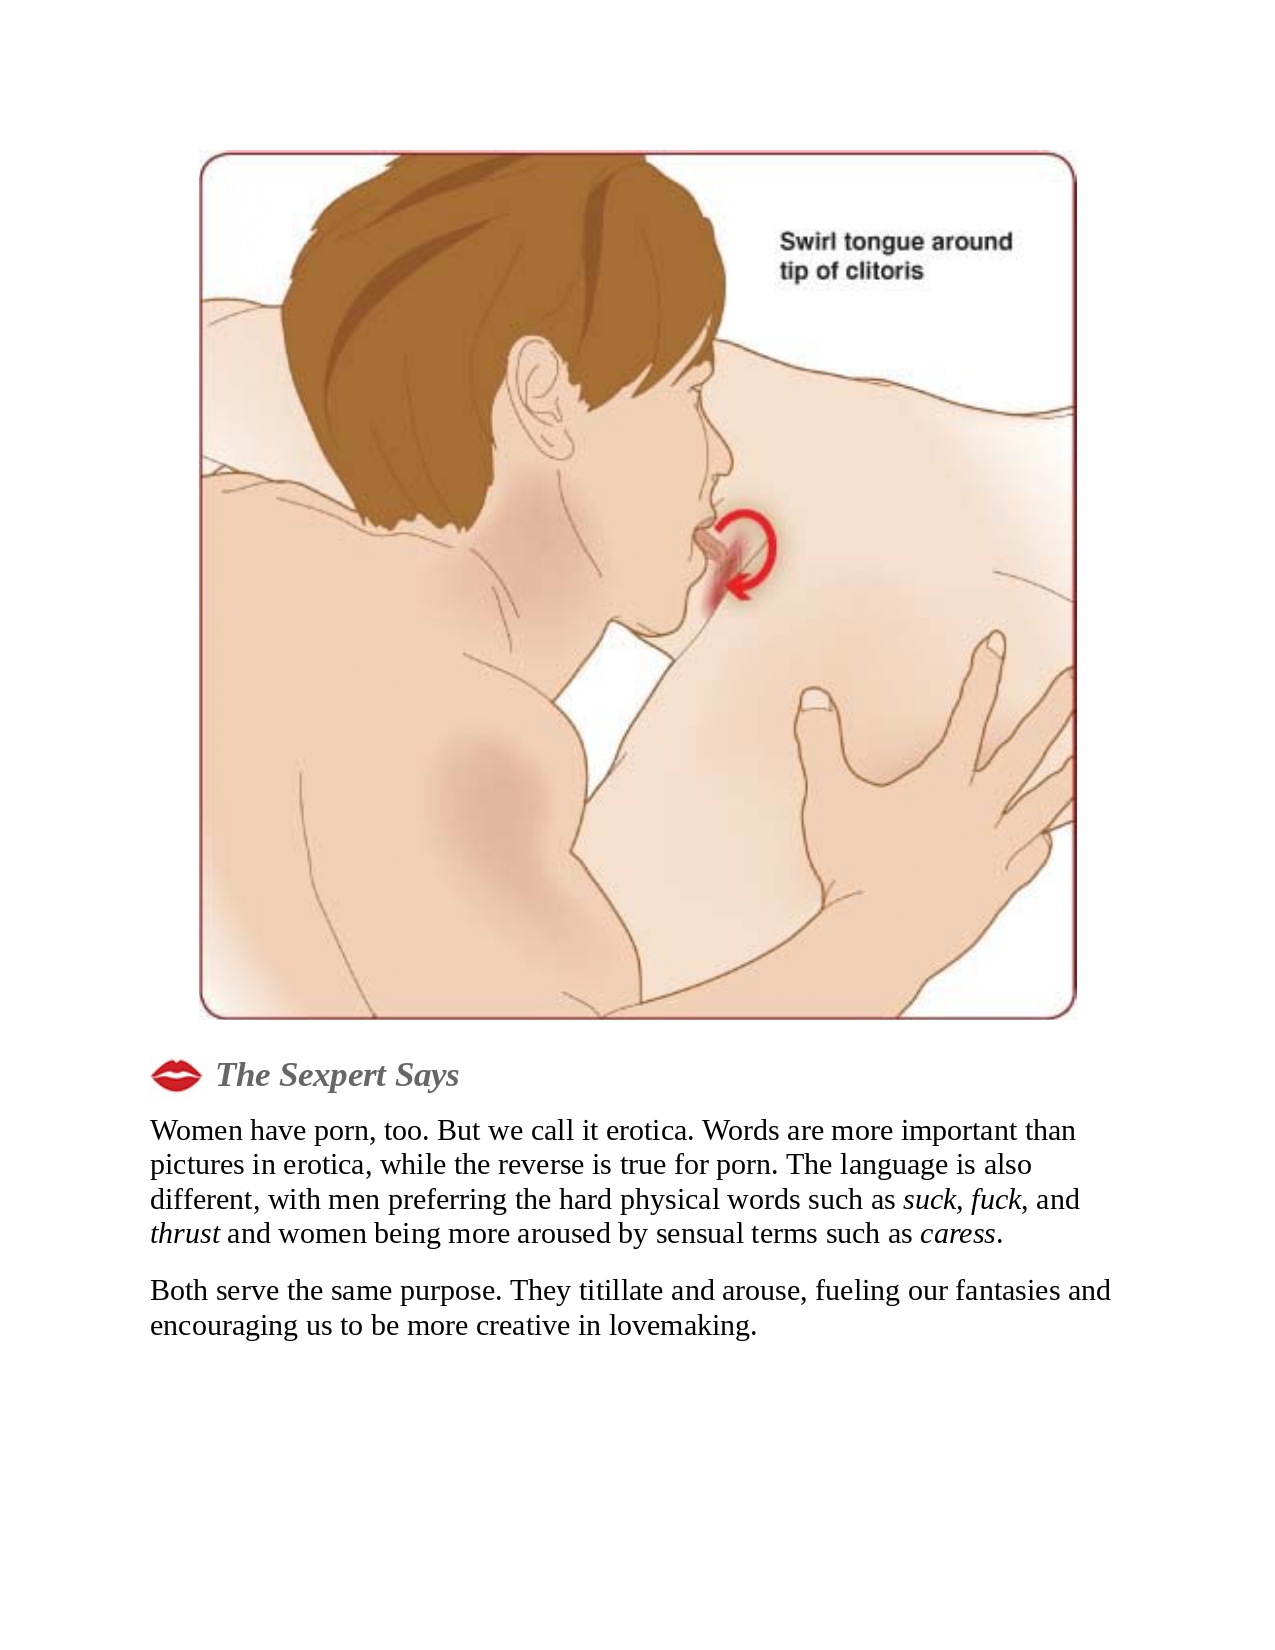 Swirl tongue around
tip of clitoris
The Sexpert Says
Women have porn, too. But we call it erotica. Words are more important than
pictures in erotica, while the reverse is true for porn. The language is also
different, with men preferring the hard physical words such as suck, fuck, and
thrust and women being more aroused by sensual terms such as caress.
Both serve the same purpose. They titillate and arouse, fueling our fantasies and
encouraging us to be more creative in lovemaking.